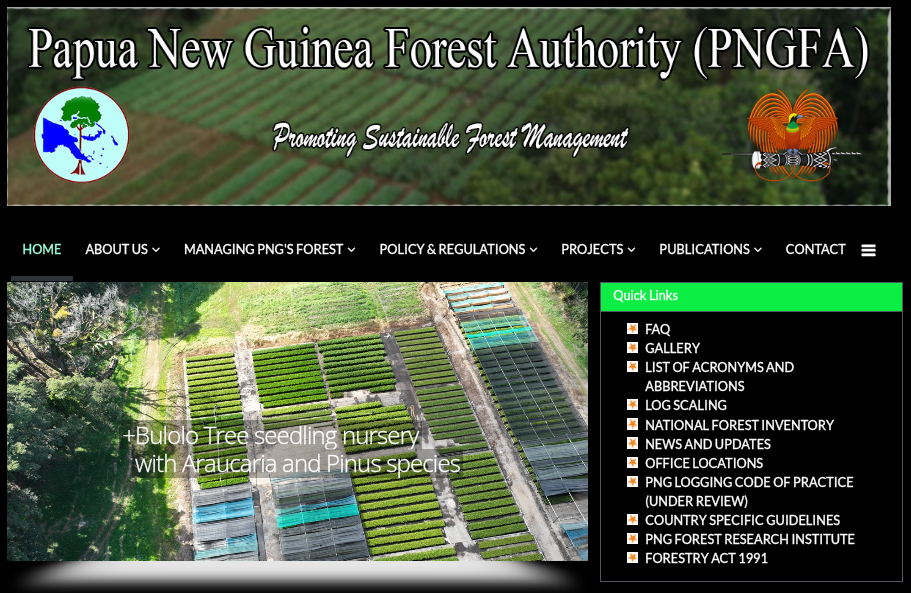 Papua New Guinea Forest Authority (PNGFA)
Promoting Sustainable Forest Management
HOME ABOUT US MANAGING PNG'S FOREST POLICY & REGULATIONS PROJECTS PUBLICATIONS CONTACT
+Bulolo Tree seedling nursery
with Araucaria and Pinus species
Quick Links
FAQ
GALLERY
LIST OF ACRONYMS AND
ABBREVIATIONS
LOG SCALING
NATIONAL FOREST INVENTORY
NEWS AND UPDATES
OFFICE LOCATIONS
PNG LOGGING CODE OF PRACTICE
(UNDER REVIEW)
COUNTRY SPECIFIC GUIDELINES
PNG FOREST RESEARCH INSTITUTE
FORESTRY ACT 1991